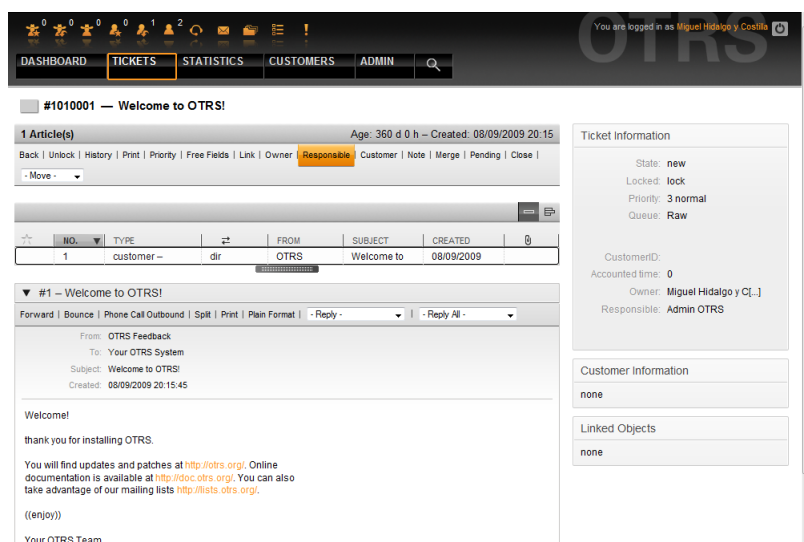 0 0 0 0 1 2
You are logged in as Miguel Hidalgo y Costilla
OTRS
DASHBOARD TICKETS STATISTICS CUSTOMERS ADMIN
#1010001 — Welcome to OTRS!
1 Article(s) Age: 360 d 0 h – Created: 08/09/2009 20:15
Back | Unlock | History | Print | Priority | Free Fields | Link | Owner | Responsible | Customer | Note | Merge | Pending | Close |
- Move -
NO. ▼ TYPE FROM SUBJECT CREATED
1 customer – dir OTRS Welcome to 08/09/2009
▼ #1 – Welcome to OTRS!
Forward | Bounce | Phone Call Outbound | Split | Print | Plain Format | - Reply - | - Reply All -
From: OTRS Feedback
To: Your OTRS System
Subject: Welcome to OTRS!
Created: 08/09/2009 20:15:45
Welcome!
thank you for installing OTRS.
You will find updates and patches at http://otrs.org/. Online
documentation is available at http://doc.otrs.org/. You can also
take advantage of our mailing lists http://lists.otrs.org/.
((enjoy))
Your OTRS Team
Ticket Information
State: new
Locked: lock
Priority: 3 normal
Queue: Raw
CustomerID:
Accounted time: 0
Owner: Miguel Hidalgo y C[...]
Responsible: Admin OTRS
Customer Information
none
Linked Objects
none